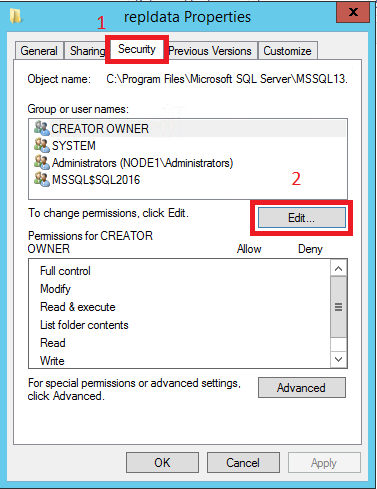 1
repldata Properties
General Sharing Security Previous Versions Customize
Object name: C:\Program Files\Microsoft SQL Server\MSSQL13.
Group or user names:
CREATOR OWNER
SYSTEM
Administrators (NODE1\Administrators)
MSSQL$SQL2016
2
To change permissions, click Edit.
Edit...
Permissions for CREATOR
OWNER Allow Deny
Full control
Modify
Read & execute
List folder contents
Read
Write
For special permissions or advanced settings,
click Advanced.
Advanced
OK Cancel Apply